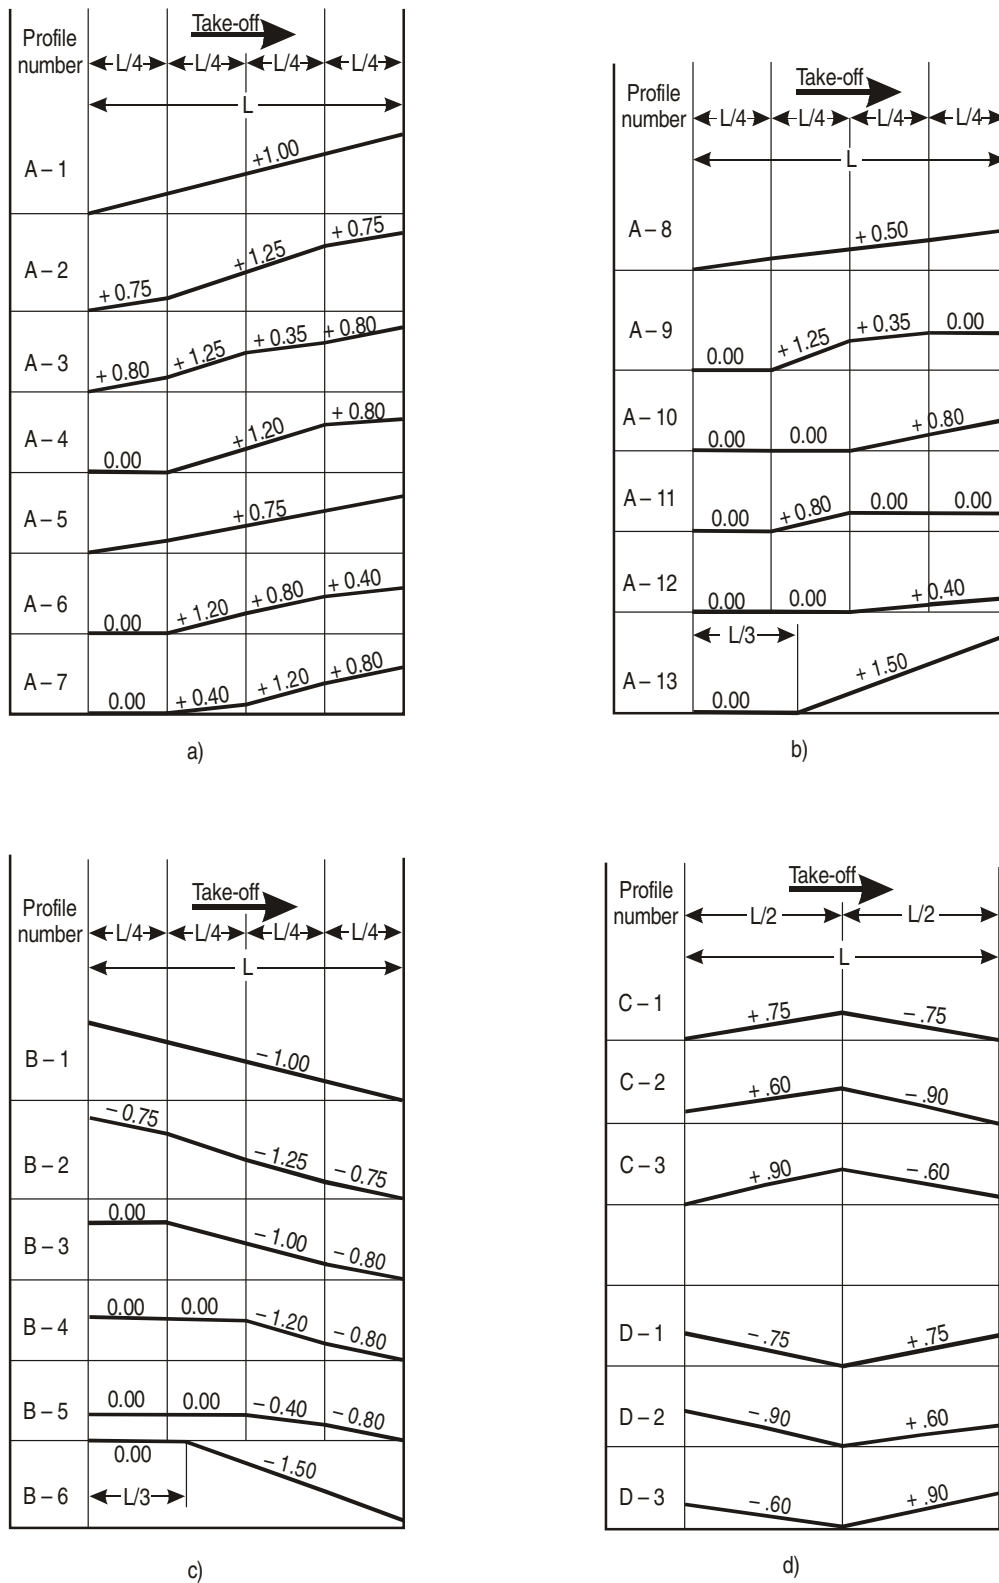 Take-off
Profile
number
L/4 L/4 L/4 L/4
L
A – 1
+1.00
A – 2
+ 0.75 + 1.25 + 0.75
A – 3
+ 0.80 + 1.25 + 0.35 + 0.80
A – 4
0.00 + 1.20 + 0.80
A – 5
+ 0.75
A – 6
0.00 + 1.20 + 0.80 + 0.40
A – 7
0.00 + 0.40 + 1.20 + 0.80
a)
Take-off
Profile
number
L/4 L/4 L/4 L/4
L
A – 8
+ 0.50
A – 9
0.00 + 1.25 + 0.35 0.00
A – 10
0.00 0.00 + 0.80
A – 11
0.00 + 0.80 0.00 0.00
A – 12
0.00 0.00 + 0.40
L/3
A – 13
0.00 + 1.50
b)
Take-off
Profile
number
L/4 L/4 L/4 L/4
L
B – 1
– 1.00
B – 2
– 0.75 – 1.25 – 0.75
B – 3
0.00 – 1.00 – 0.80
B – 4
0.00 0.00 – 1.20 – 0.80
B – 5
0.00 0.00 – 0.40 – 0.80
B – 6
0.00 – 1.50
L/3
c)
Take-off
Profile
number
L/2 L/2
L
C – 1
+ .75 – .75
C – 2
+ .60 – .90
C – 3
+ .90 – .60
D – 1
– .75 + .75
D – 2
– .90 + .60
D – 3
– .60 + .90
d)